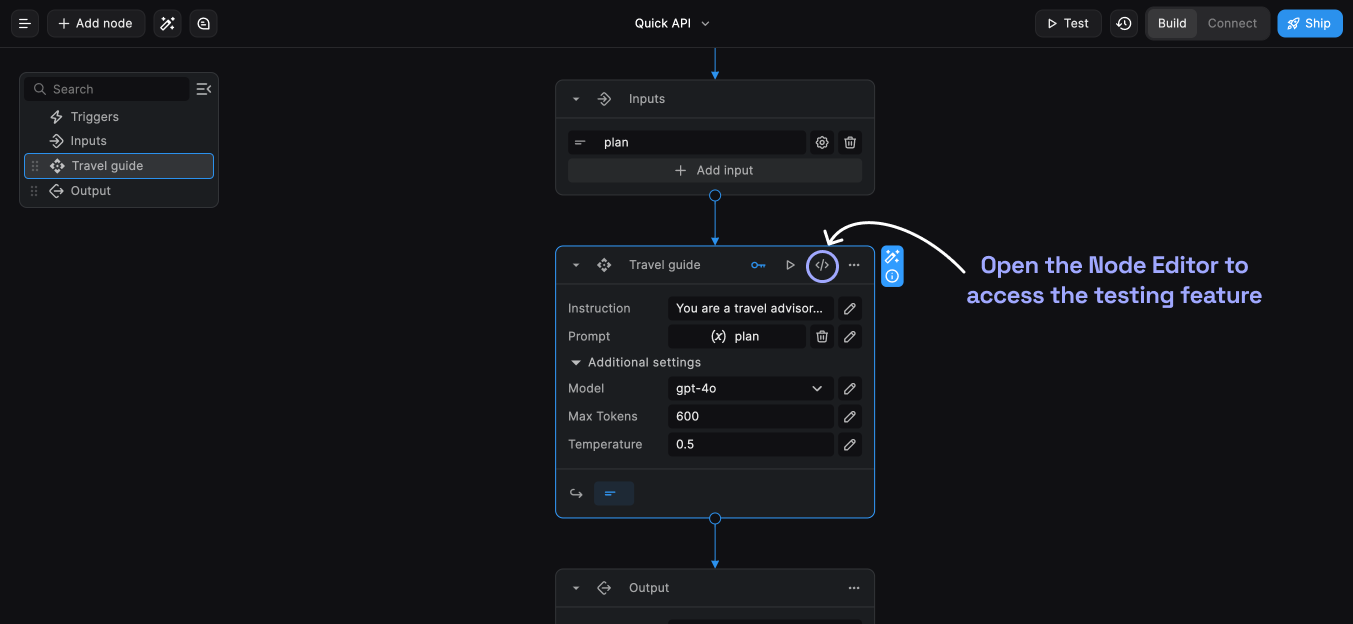 Add node
Quick API
Test
Build
Connect
Ship
Search
Triggers
Inputs
Travel guide
Output
Inputs
plan
Add input
Travel guide
Open the Node Editor to
access the testing feature
Instruction
You are a travel advisor...
Prompt
(x) plan
Additional settings
Model
gpt-4o
Max Tokens
600
Temperature
0.5
Output